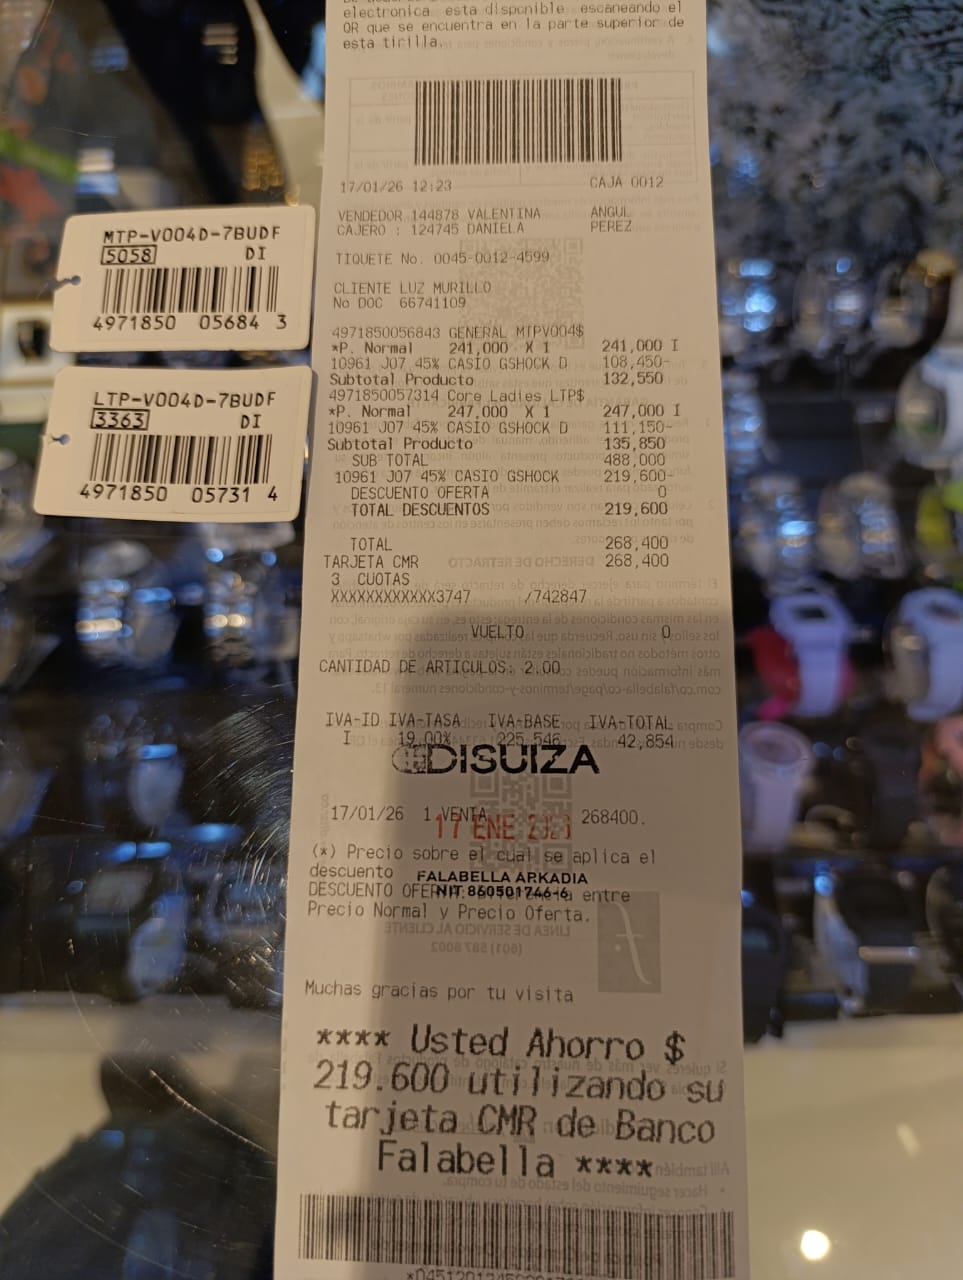 electronica esta disponible escaneando el
QR que se encuentra en la parte superior de
esta tirilla.
17/01/26 12:23 CAJA 0012
VENDEDOR 144878 VALENTINA ANGUL
CAJERO : 124745 DANIELA PEREZ
TIQUETE No. 0045-0012-4599
CLIENTE LUZ MURILLO
No DOC 66741109
4971850056843 GENERAL MTPV004$
*P. Normal 241,000 X 1 241,000 I
10961 J07 45% CASIO GSHOCK D 108,450-
Subtotal Producto 132,550
4971850057314 Core Ladies LTP$
*P. Normal 247,000 X 1 247,000 I
10961 J07 45% CASIO GSHOCK D 111,150-
Subtotal Producto 135,850
SUB TOTAL 488,000
10961 J07 45% CASIO GSHOCK 219,600-
DESCUENTO OFERTA 0
TOTAL DESCUENTOS 219,600
TOTAL 268,400
TARJETA CMR 268,400
3 CUOTAS
XXXXXXXXXXXX3747 /742847
VUELTO 0
CANTIDAD DE ARTICULOS: 2.00
IVA-ID IVA-TASA IVA-BASE IVA-TOTAL
I 19.00% 225,546 42,854
DISUIZA
17/01/26 1 VENTA 268400.
17 ENE
(*) Precio sobre el cual se aplica el
descuento
FALABELLA ARKADIA
DESCUENTO entre
NIT. 860501746-6
Precio Normal y Precio Oferta.
Muchas gracias por tu visita
**** Usted Ahorro $
219.600 utilizando su
tarjeta CMR de Banco
Falabella ****
MTP-V004D-7BUDF
5058 DI
4971850 05684 3
LTP-V004D-7BUDF
3363 DI
4971850 05731 4